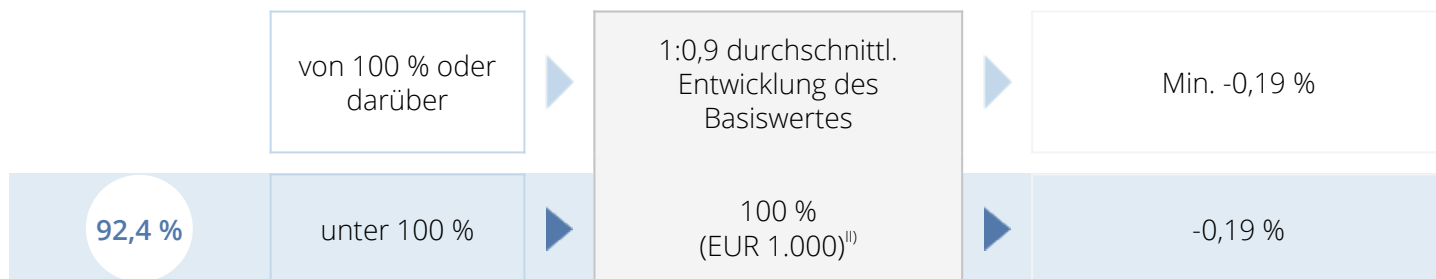 von 100 % oder
darüber
1:0,9 durchschnittl.
Entwicklung des
Basiswertes
Min. -0,19 %
92,4 %
unter 100 %
100 %
(EUR 1.000)II)
-0,19 %